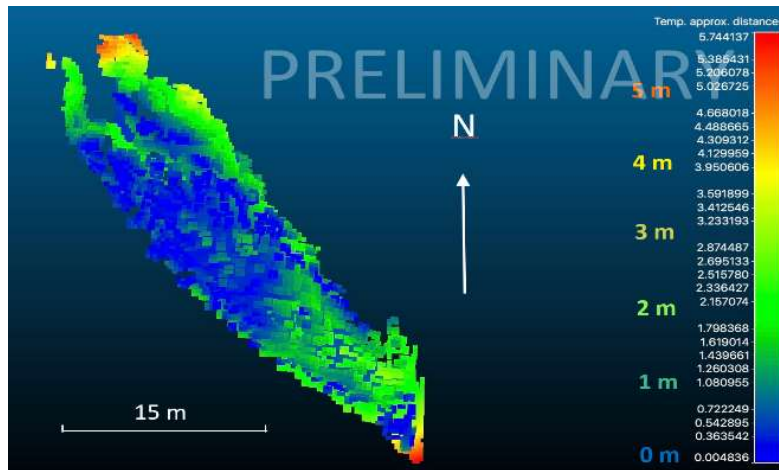 Temp. approx. distance
PRELIMINARY
N
15 m
5 m
4 m
3 m
2 m
1 m
0 m
5.744137
5.385431
5.206078
5.026725
4.668018
4.488665
4.309312
4.129959
3.950606
3.591899
3.412546
3.233193
2.874487
2.695133
2.515780
2.336427
2.157074
1.798368
1.619014
1.439661
1.260308
1.080955
0.722249
0.542895
0.363542
0.004836